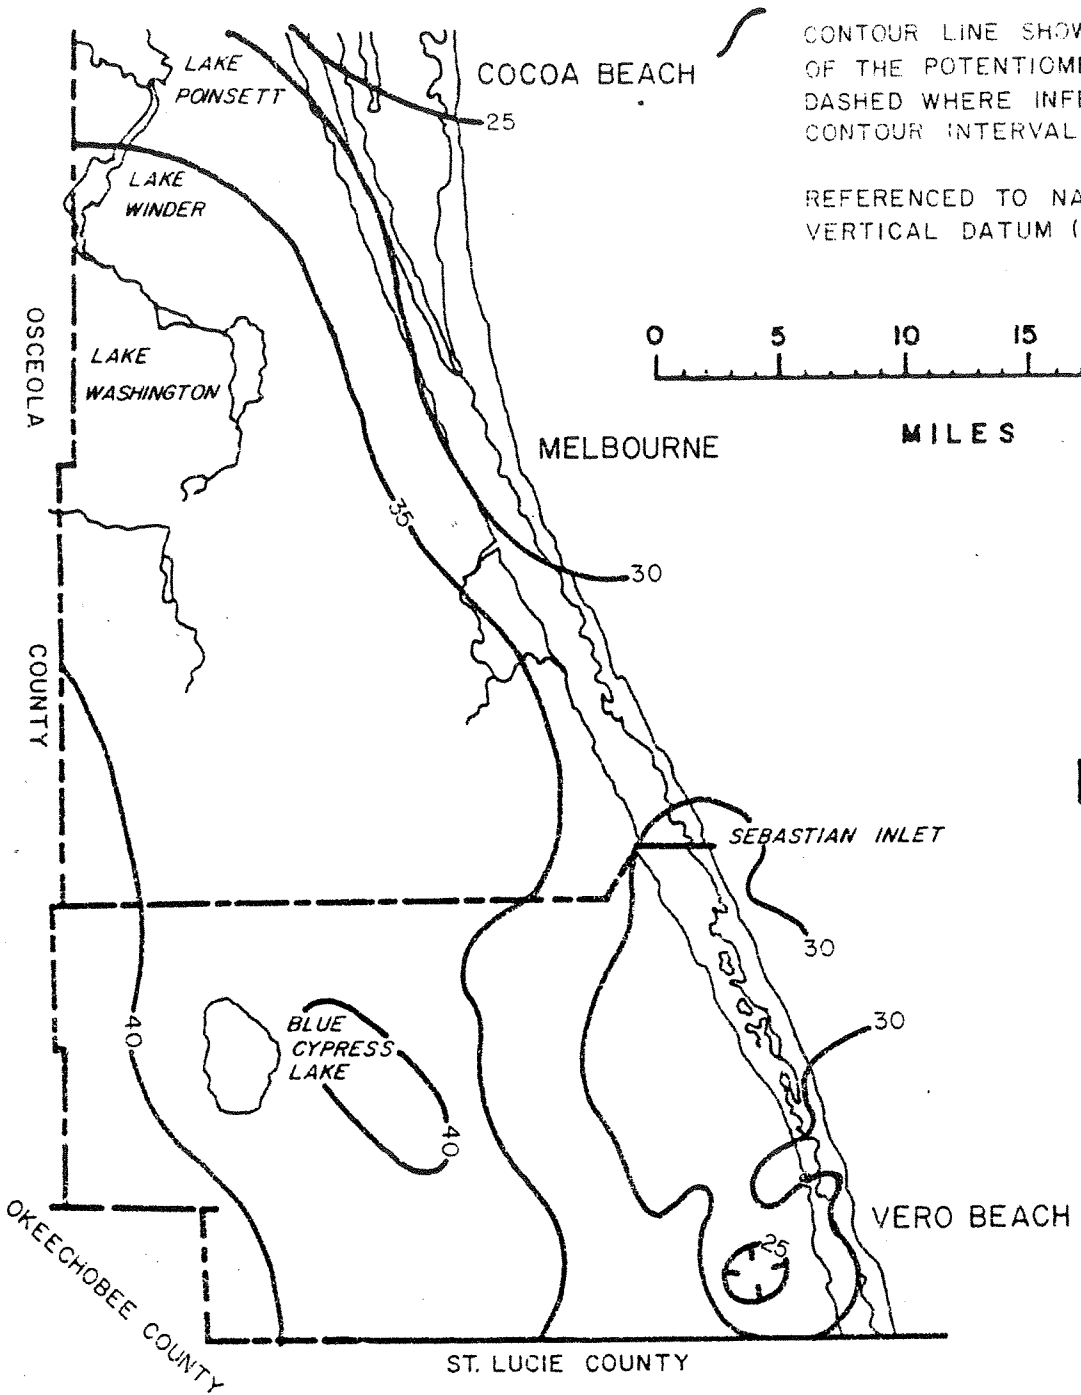 CONTOUR LINE SHOW
OF THE POTENTIOME
DASHED WHERE INFE
CONTOUR INTERVAL
REFERENCED TO NA
VERTICAL DATUM (
LAKE
POINSETT
COCOA BEACH
25
LAKE
WINDER
0 5 10 15
MILES
OSCEOLA
COUNTY
LAKE
WASHINGTON
MELBOURNE
35
30
SEBASTIAN INLET
30
30
40
BLUE
CYPRESS
LAKE
40
VERO BEACH
25
OKEECHOBEE COUNTY
ST. LUCIE COUNTY